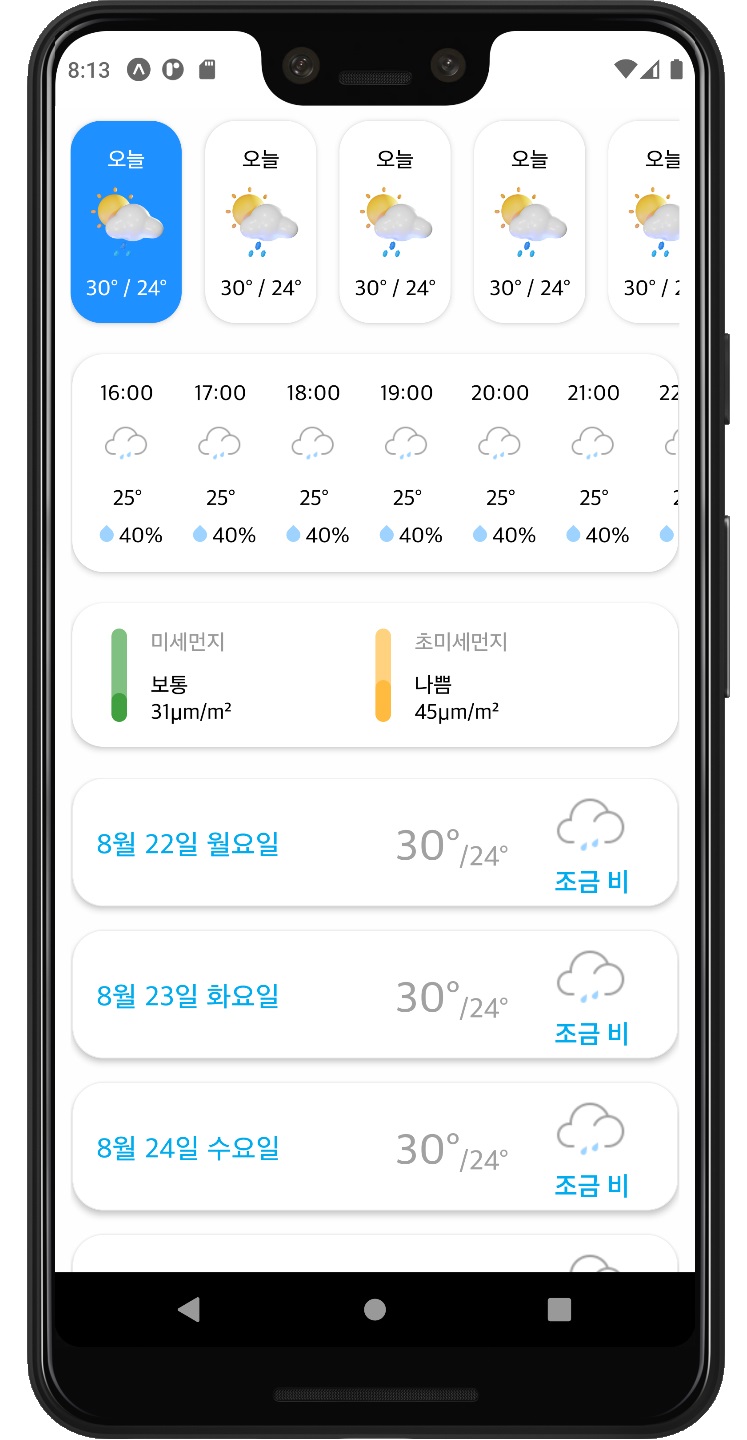 8:13
오늘 오늘 오늘 오늘 오늘
30° / 24° 30° / 24° 30° / 24° 30° / 24° 30° / 2
16:00 17:00 18:00 19:00 20:00 21:00 22
25° 25° 25° 25° 25° 25° 2
40% 40% 40% 40% 40% 40%
미세먼지
보통
31μm/m²
초미세먼지
나쁨
45μm/m²
8월 22일 월요일 30°/24°
조금 비
8월 23일 화요일 30°/24°
조금 비
8월 24일 수요일 30°/24°
조금 비